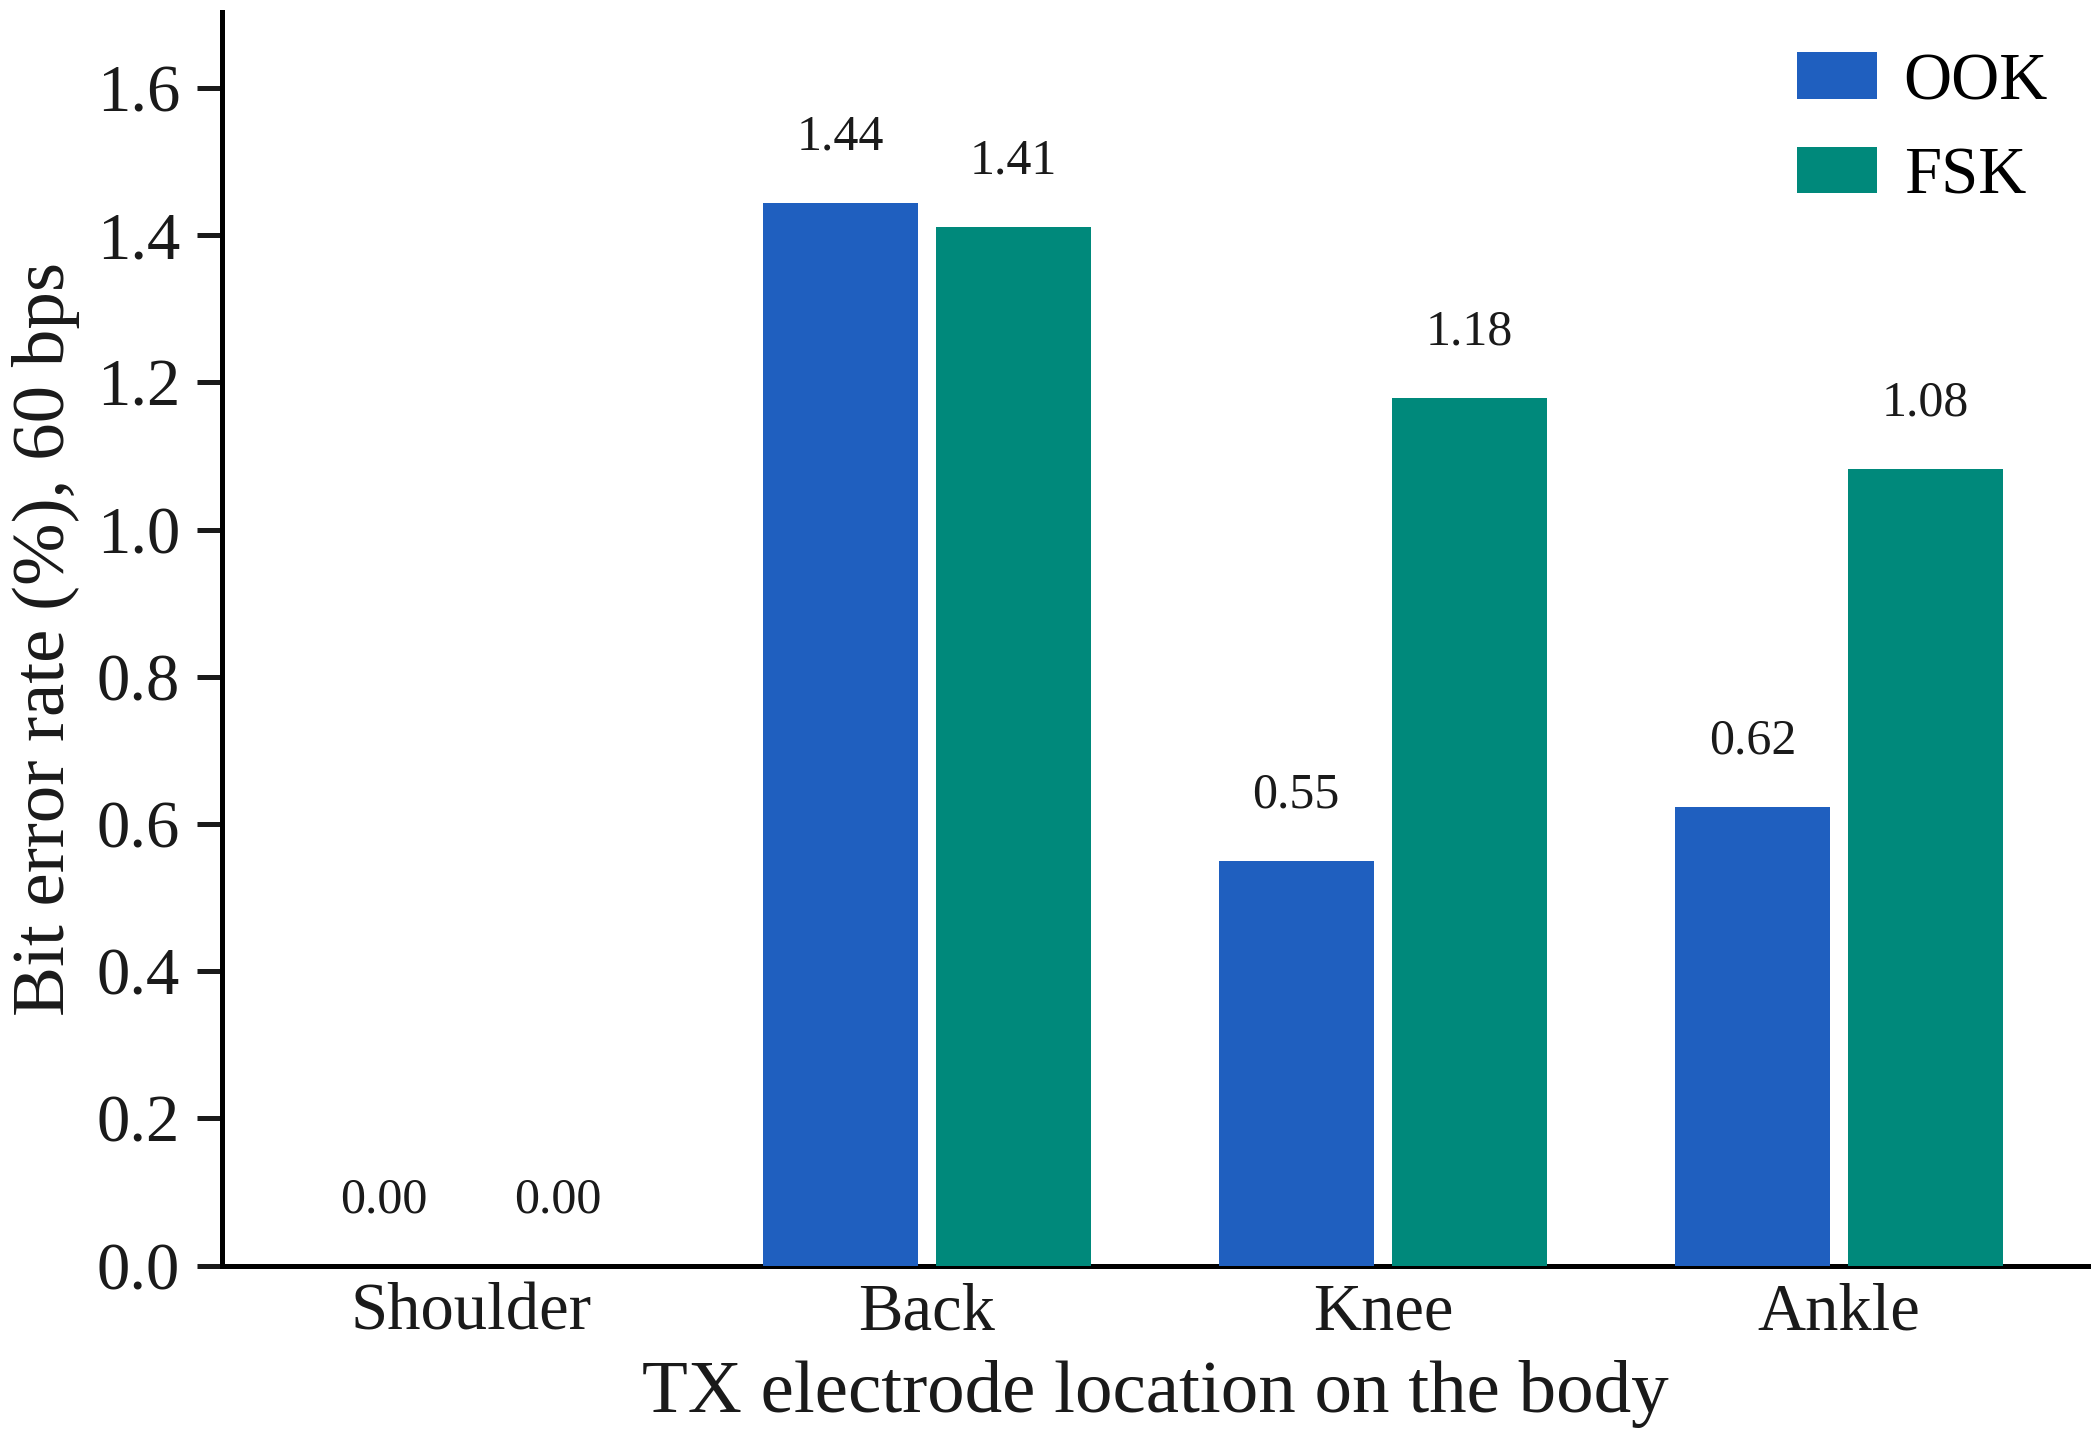 OOK
FSK
Bit error rate (%), 60 bps
1.6
1.4
1.2
1.0
0.8
0.6
0.4
0.2
0.0
0.00
0.00
1.44
1.41
0.55
1.18
0.62
1.08
Shoulder
Back
Knee
Ankle
TX electrode location on the body